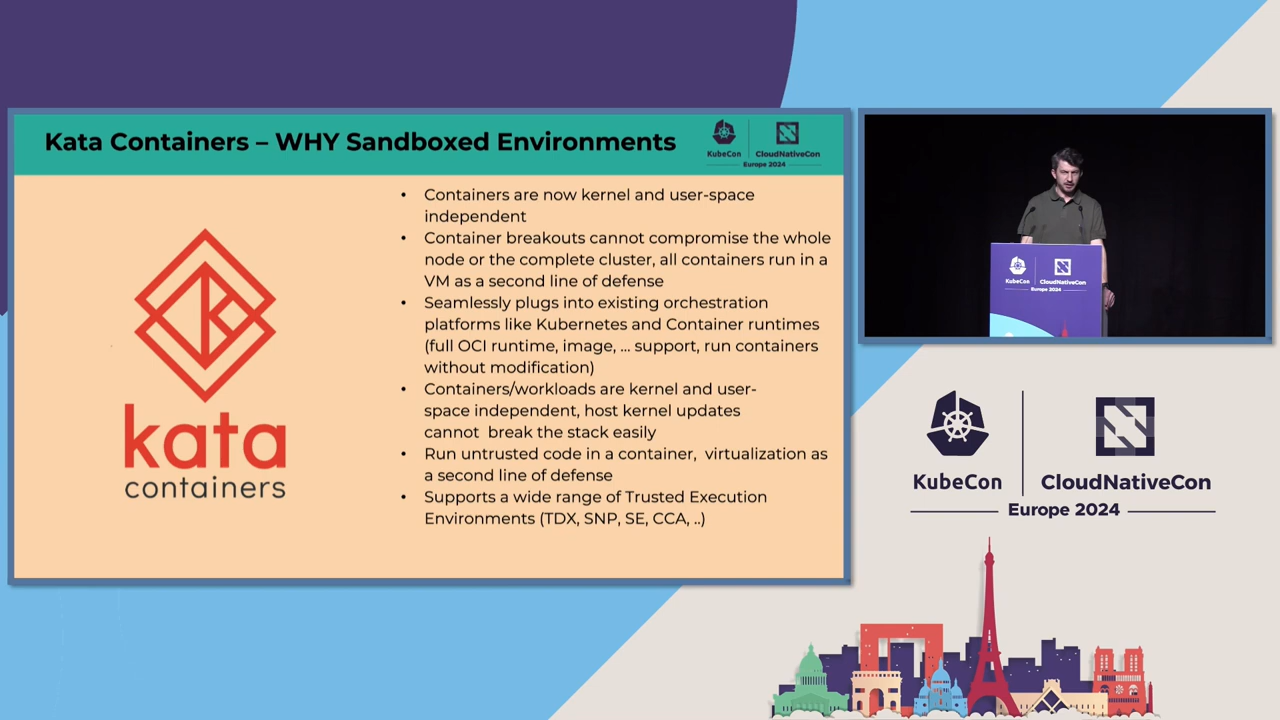 Kata Containers – WHY Sandboxed Environments
KubeCon
CloudNativeCon
Europe 2024
• Containers are now kernel and user-space
independent
• Container breakouts cannot compromise the whole
node or the complete cluster, all containers run in a
VM as a second line of defense
• Seamlessly plugs into existing orchestration
platforms like Kubernetes and Container runtimes
(full OCI runtime, image, ... support, run containers
without modification)
• Containers/workloads are kernel and user-
space independent, host kernel updates
cannot break the stack easily
• Run untrusted code in a container, virtualization as
a second line of defense
• Supports a wide range of Trusted Execution
Environments (TDX, SNP, SE, CCA, ..)
kata
containers
KubeCon
CloudNativeCon
Europe 2024
KubeCon
CloudNativeCon
Europe 2024